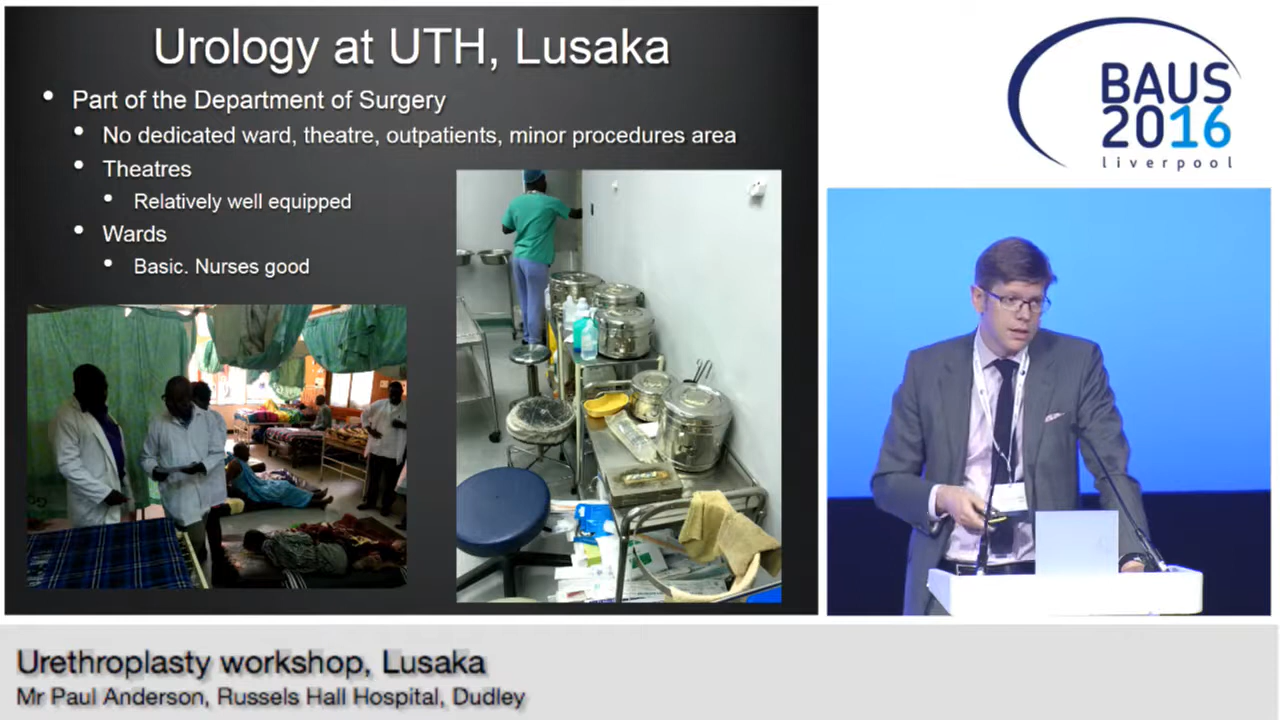 Urology at UTH, Lusaka
• Part of the Department of Surgery
• No dedicated ward, theatre, outpatients, minor procedures area
• Theatres
• Relatively well equipped
• Wards
• Basic. Nurses good
BAUS
2016
liverpool
Urethroplasty workshop, Lusaka
Mr Paul Anderson, Russels Hall Hospital, Dudley